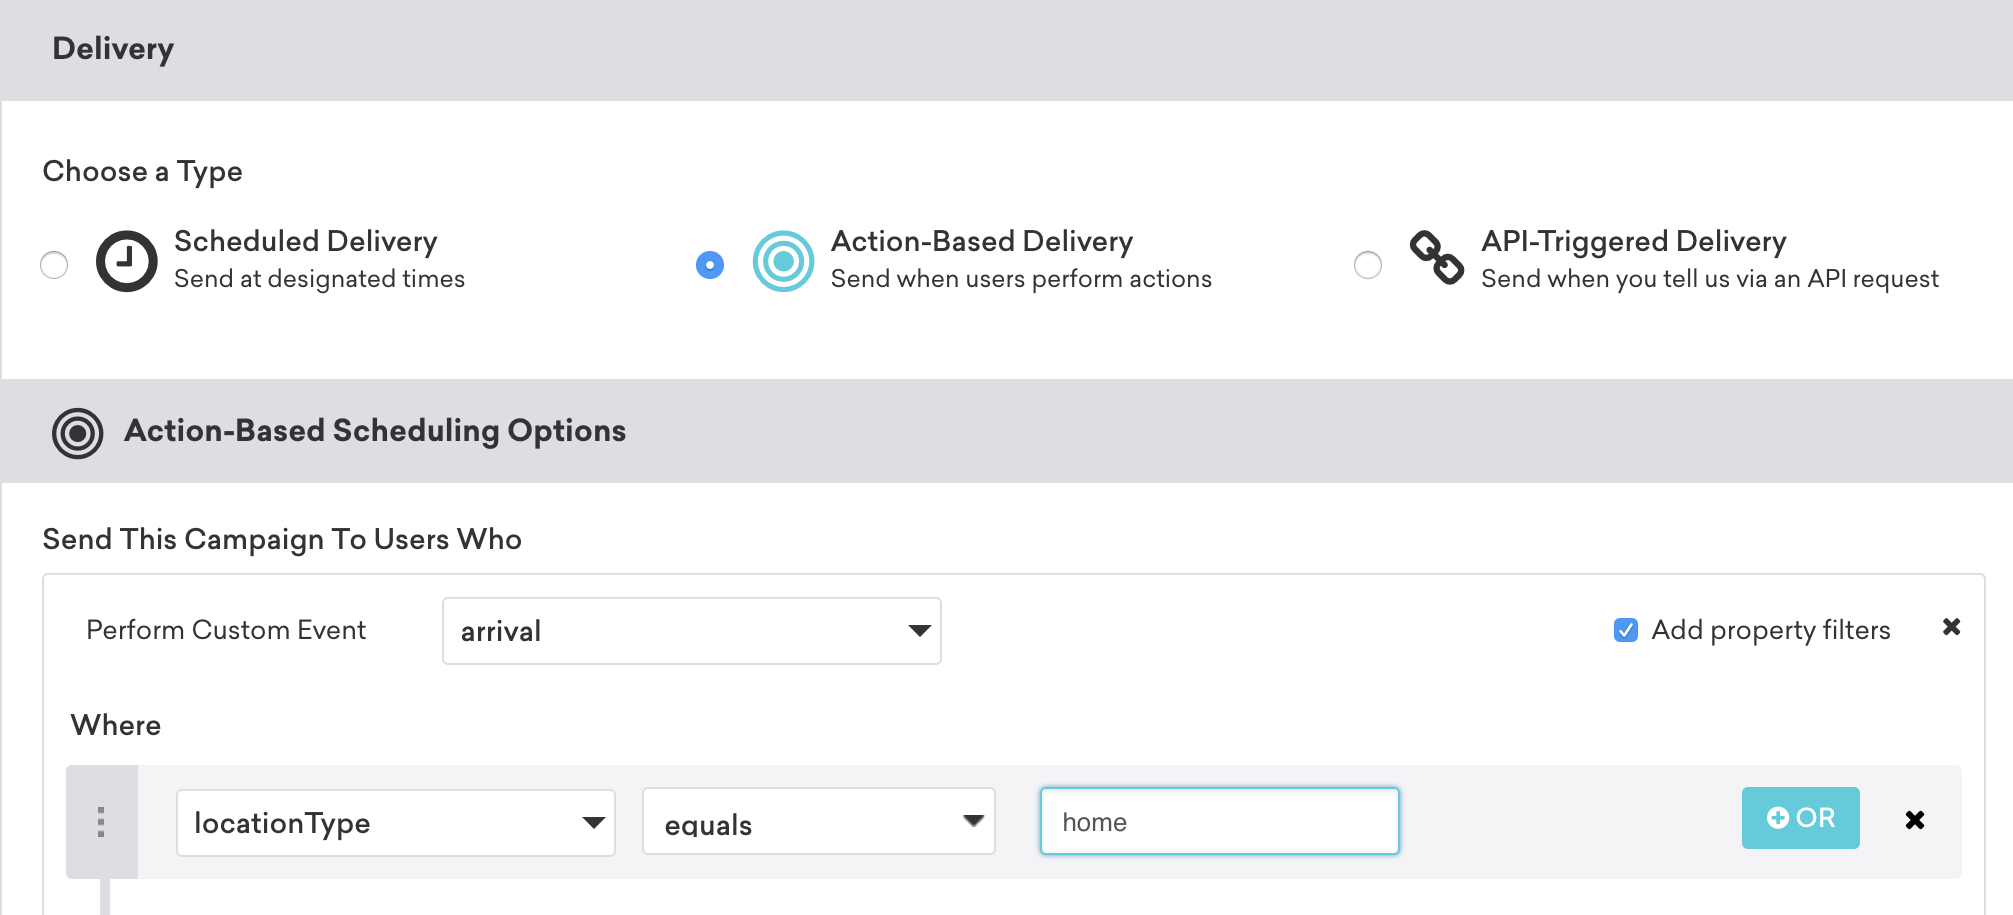 Delivery
Choose a Type
Scheduled Delivery
Send at designated times
Action-Based Delivery
Send when users perform actions
API-Triggered Delivery
Send when you tell us via an API request
Action-Based Scheduling Options
Send This Campaign To Users Who
Perform Custom Event arrival Add property filters
Where
locationType equals home OR